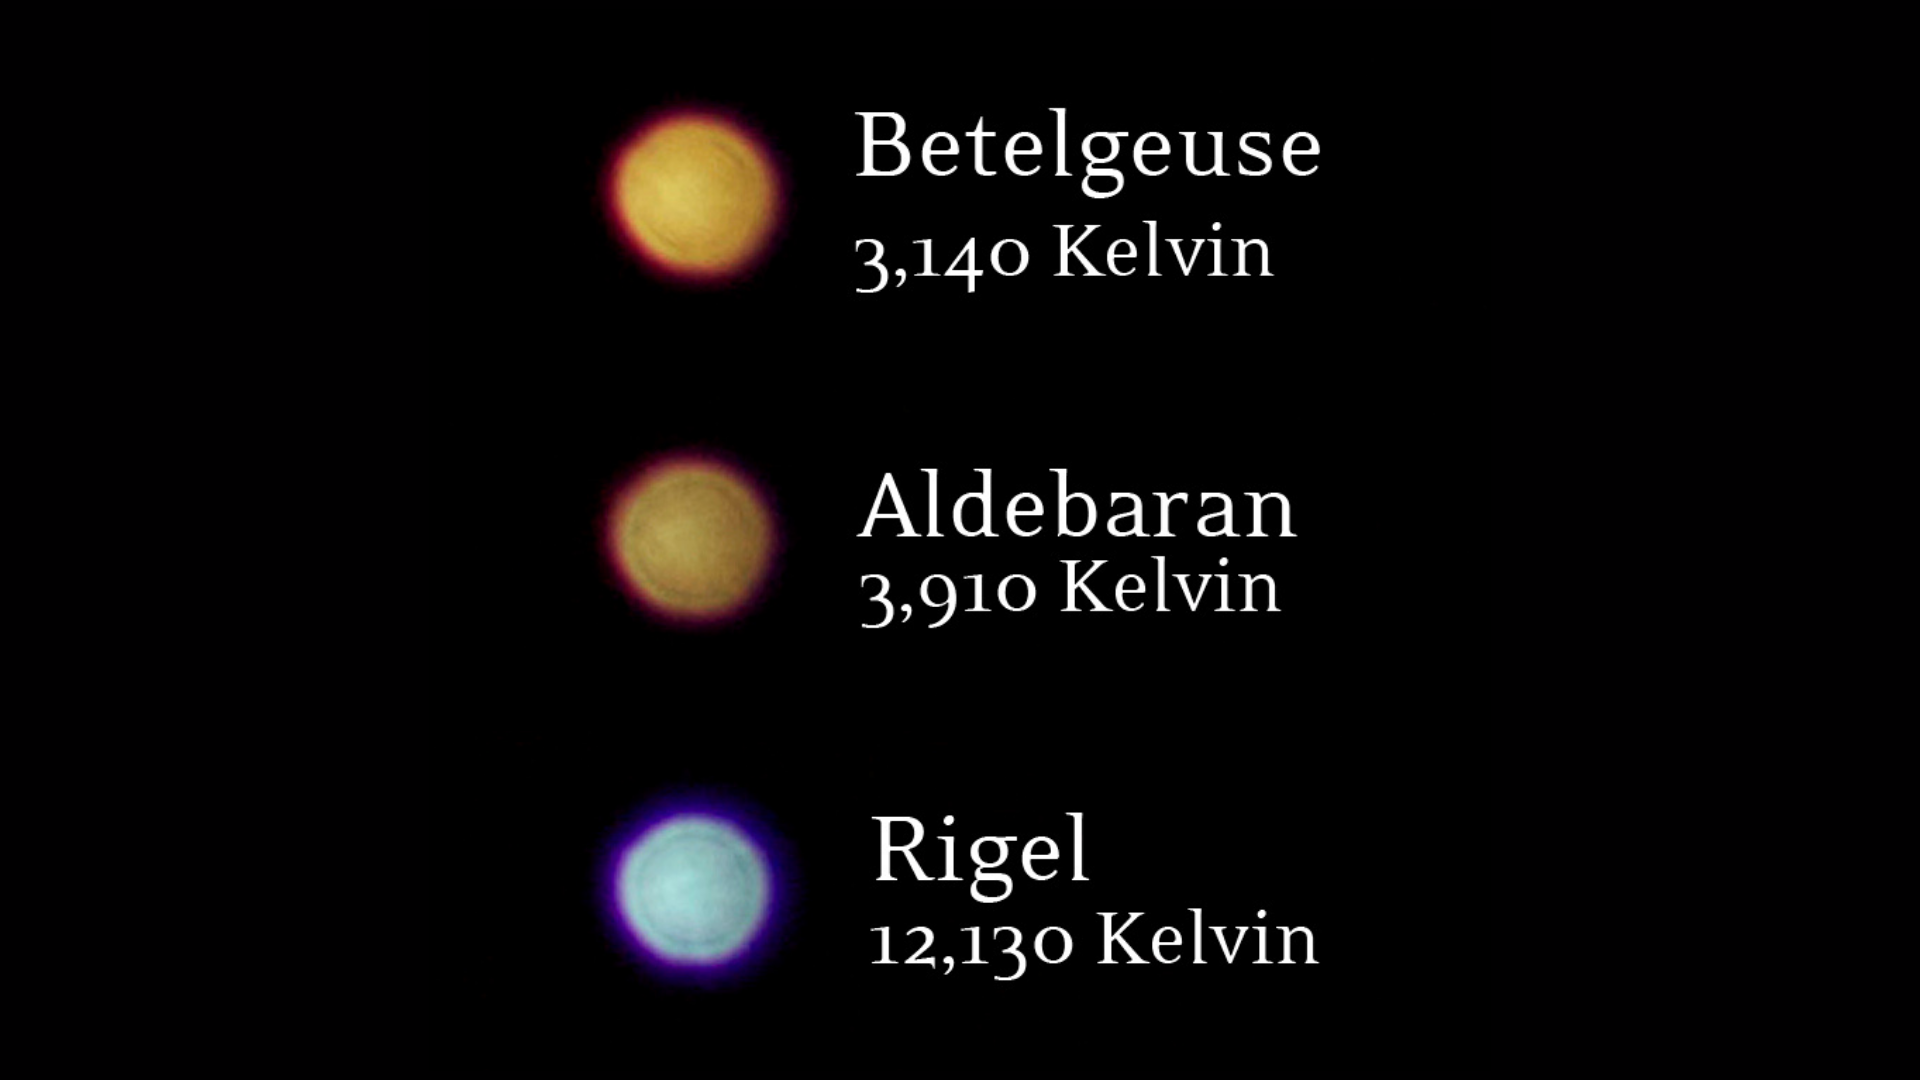 Betelgeuse
3,140 Kelvin
Aldebaran
3,910 Kelvin
Rigel
12,130 Kelvin